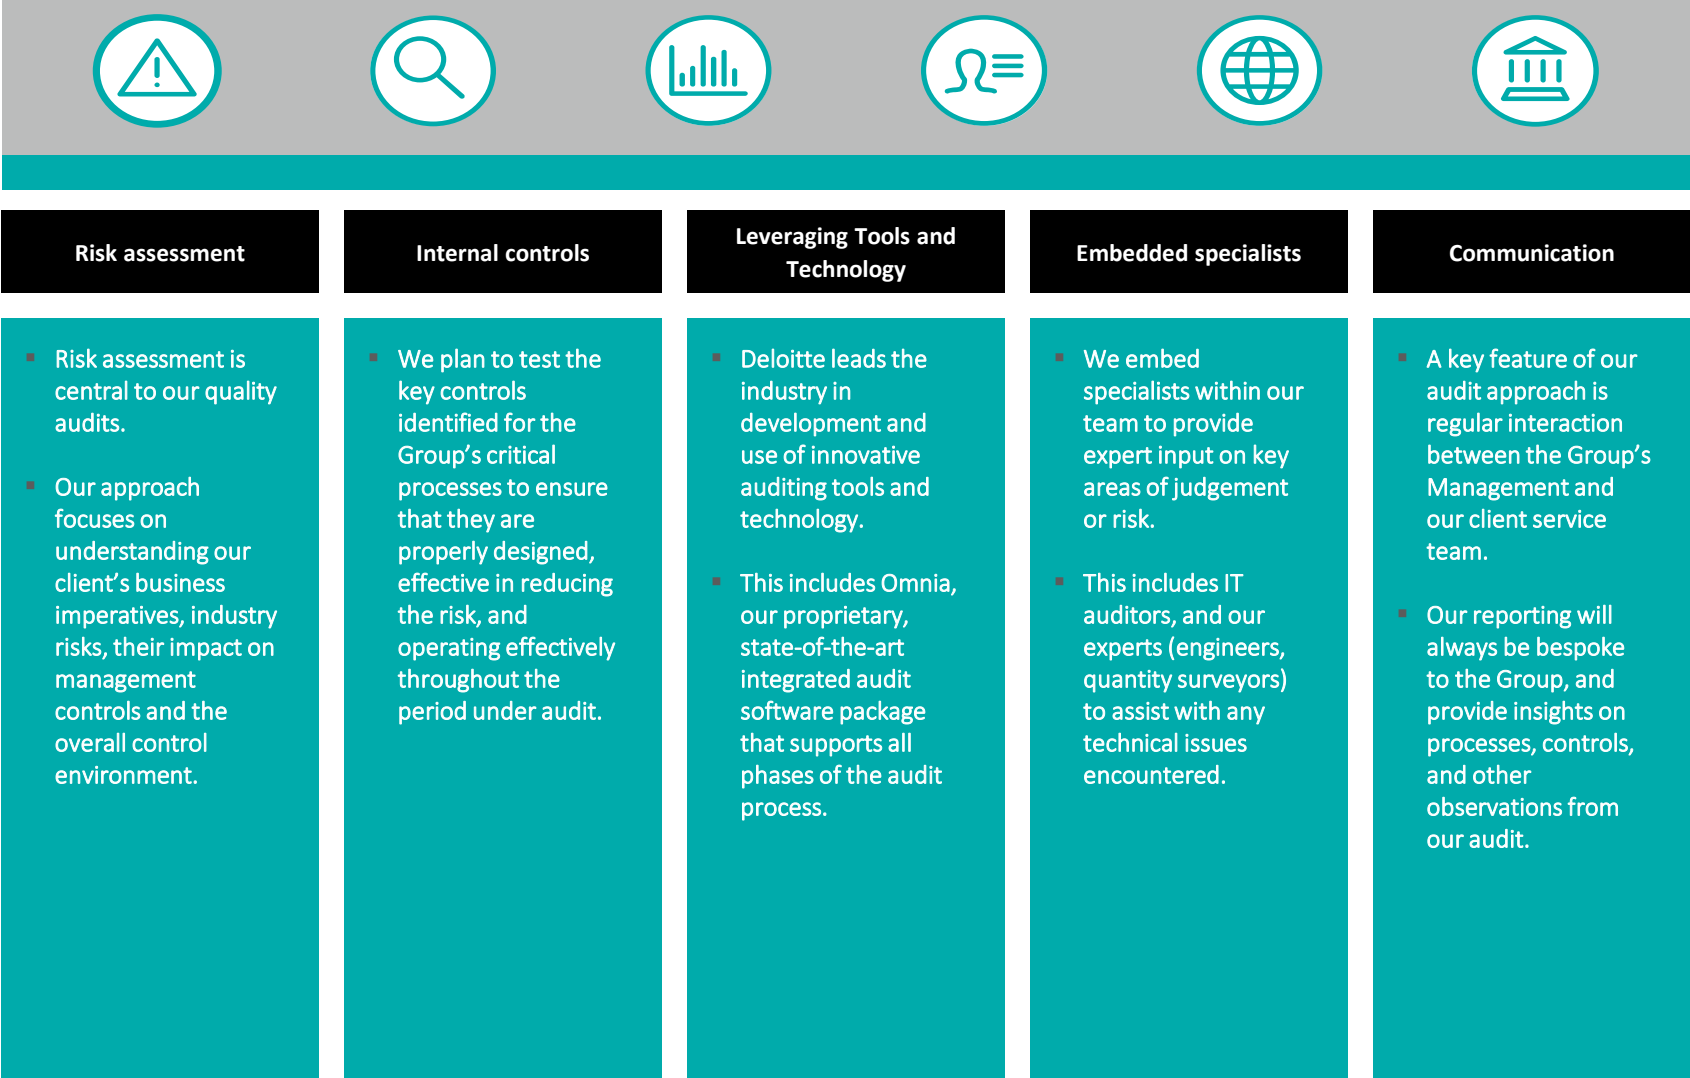 Risk assessment
Risk assessment is
central to our quality
audits.
Our approach
focuses on
understanding our
client’s business
imperatives, industry
risks, their impact on
management
controls and the
overall control
environment.
Internal controls
We plan to test the
key controls
identified for the
Group’s critical
processes to ensure
that they are
properly designed,
effective in reducing
the risk, and
operating effectively
throughout the
period under audit.
Leveraging Tools and
Technology
Deloitte leads the
industry in
development and
use of innovative
auditing tools and
technology.
This includes Omnia,
our proprietary,
state-of-the-art
integrated audit
software package
that supports all
phases of the audit
process.
Embedded specialists
We embed
specialists within our
team to provide
expert input on key
areas of judgement
or risk.
This includes IT
auditors, and our
experts (engineers,
quantity surveyors)
to assist with any
technical issues
encountered.
Communication
A key feature of our
audit approach is
regular interaction
between the Group’s
Management and
our client service
team.
Our reporting will
always be bespoke
to the Group, and
provide insights on
processes, controls,
and other
observations from
our audit.